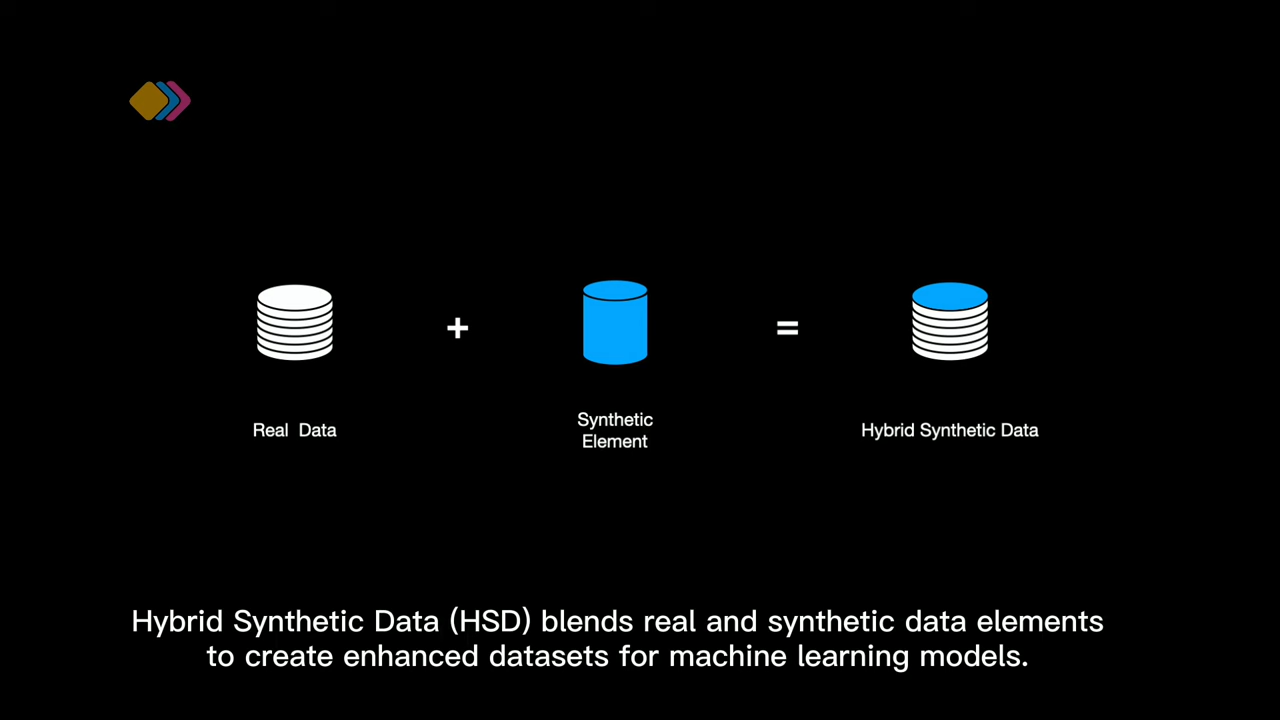 +
=
Real  Data
Synthetic
Element
Hybrid Synthetic Data
Hybrid Synthetic Data (HSD) blends real and synthetic data elements
to create enhanced datasets for machine learning models.